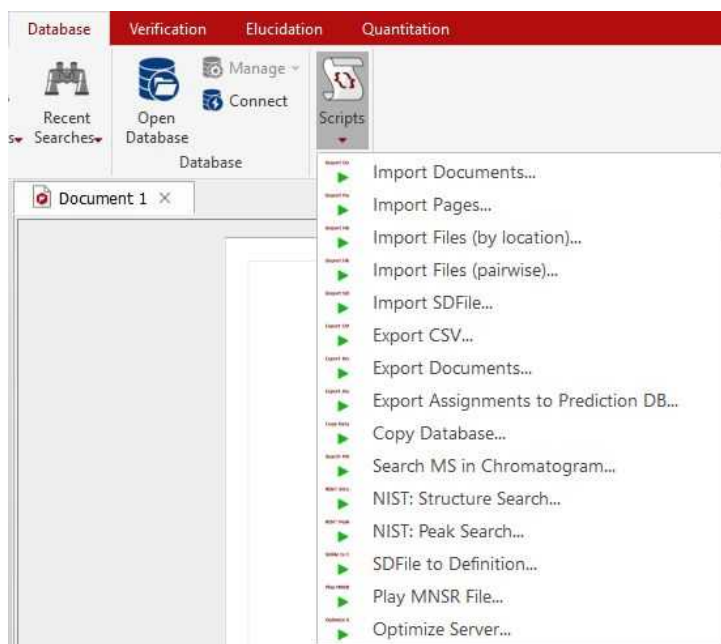 Database Verification Elucidation Quantitation
Manage
Connect
Recent
Searches
Open
Database
Scripts
Database
Document 1
Import Documents...
Import Pages...
Import Files (by location)...
Import Files (pairwise)...
Import SDFile...
Export CSV...
Export Documents...
Export Assignments to Prediction DB...
Copy Database...
Search MS in Chromatogram...
NIST: Structure Search...
NIST: Peak Search...
SDFile to Definition...
Play MNSR File...
Optimize Server...